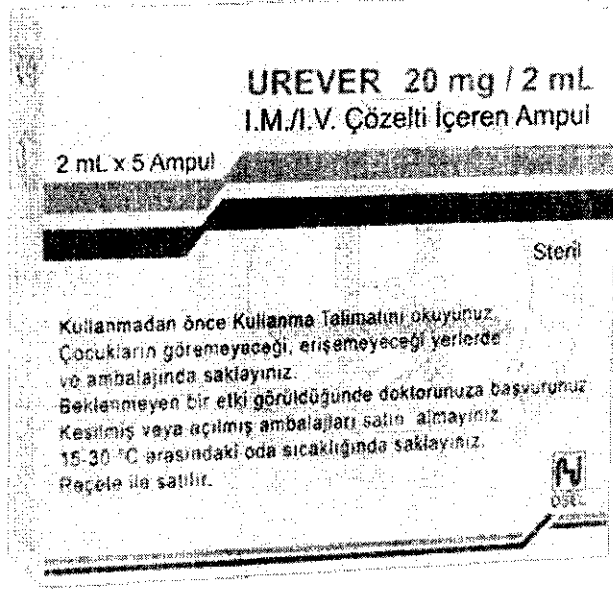 UREVER 20 mg / 2 mL
I.M./I.V. Çözelti İçeren Ampul
2 mL x 5 Ampul
Steril
Kullanmadan önce Kullanma Talimatını okuyunuz.
Çocukların göremeyeceği, erişemeyeceği yerlerde
ve ambalajında saklayınız.
Beklenmeyen bir etki görüldüğünde doktorunuza başvurunuz
Kesilmiş veya açılmış ambalajları satın almayınız.
15-30 °C arasındaki oda sıcaklığında saklayınız.
Reçete ile satılır.
OSEL